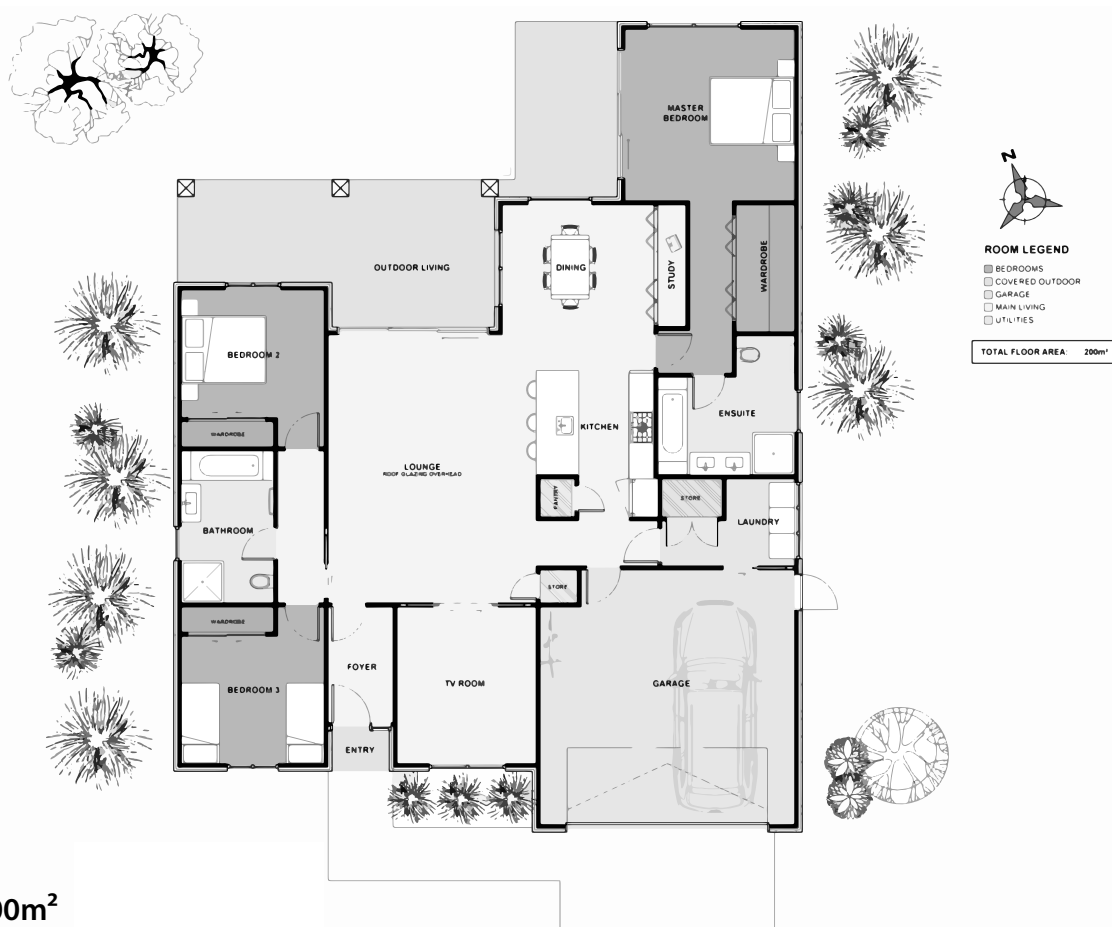 MASTER
BEDROOM
N
ROOM LEGEND
BEDROOMS
COVERED OUTDOOR
GARAGE
MAIN LIVING
UTILITIES
TOTAL FLOOR AREA: 200m²
OUTDOOR LIVING
DINING
STUDY
WARDROBE
BEDROOM 2
WARDROBE
ENSUITE
KITCHEN
LOUNGE
ROOF GLAZING OVERHEAD
PANTRY
STORE
LAUNDRY
BATHROOM
STORE
WARDROBE
FOYER
BEDROOM 3
TV ROOM
GARAGE
ENTRY
0m²